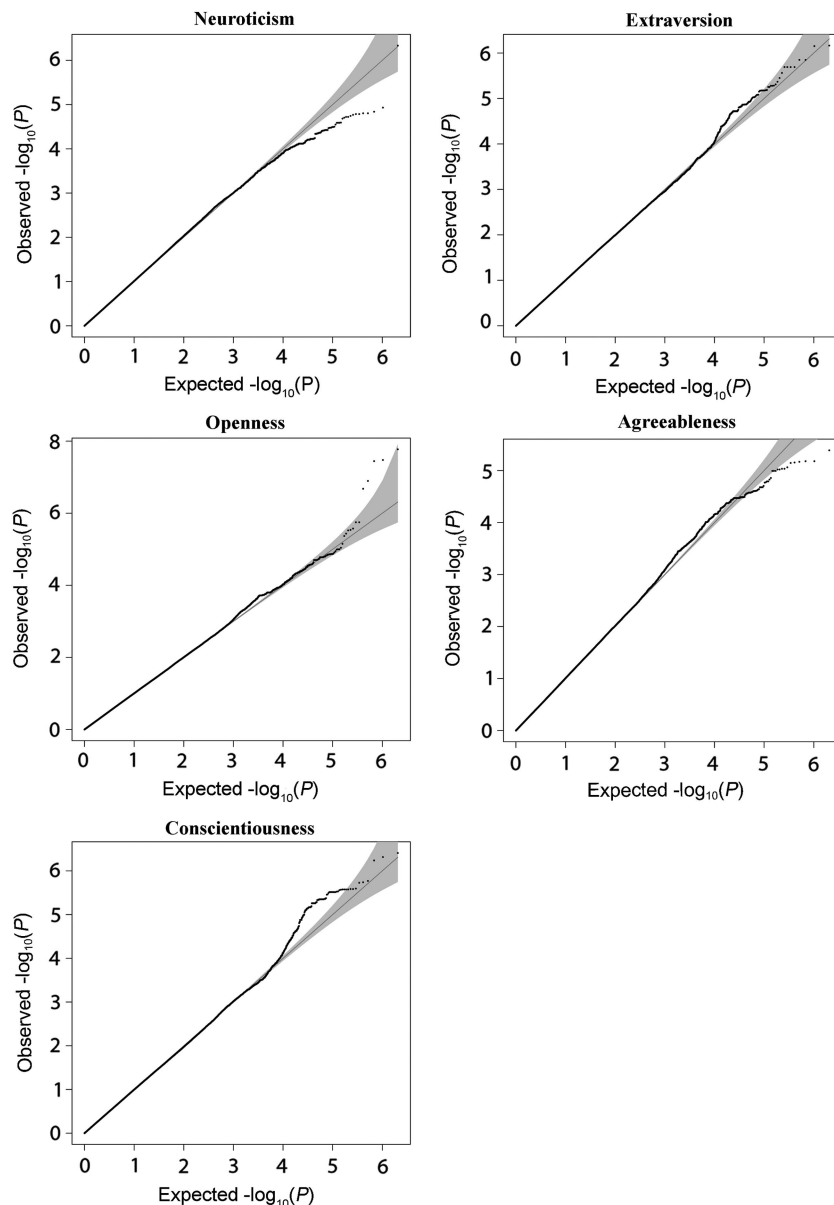 Neuroticism
Observed -log10(P)
6
5
4
3
2
1
0
0 1 2 3 4 5 6
Expected -log10(P)
Extraversion
Observed -log10(P)
6
5
4
3
2
1
0
0 1 2 3 4 5 6
Expected -log10(P)
Openness
Observed -log10(P)
8
6
4
2
0
0 1 2 3 4 5 6
Expected -log10(P)
Agreeableness
Observed -log10(P)
5
4
3
2
1
0
0 1 2 3 4 5 6
Expected -log10(P)
Conscientiousness
Observed -log10(P)
6
5
4
3
2
1
0
0 1 2 3 4 5 6
Expected -log10(P)